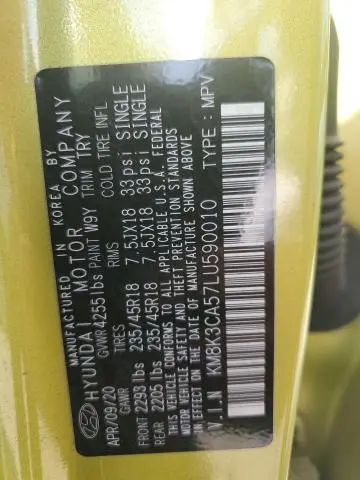 MANUFACTURED IN KOREA BY
HYUNDAI MOTOR COMPANY
APR/09/20 GVWR 4255 lbs PAINT W9Y TRIM TRY
GAWR TIRES RIMS COLD TIRE INFL
FRONT 2293 lbs 235/45R18 7.5JX18 33psi SINGLE
REAR 2205 lbs 235/45R18 7.5JX18 33psi SINGLE
THIS VEHICLE CONFORMS TO ALL APPLICABLE U.S.A. FEDERAL
MOTOR VEHICLE SAFETY, BUMPER, AND THEFT PREVENTION STANDARDS
IN EFFECT ON THE DATE OF MANUFACTURE SHOWN ABOVE.
V.I.N KM8K3CA57LU590010 TYPE : MPV